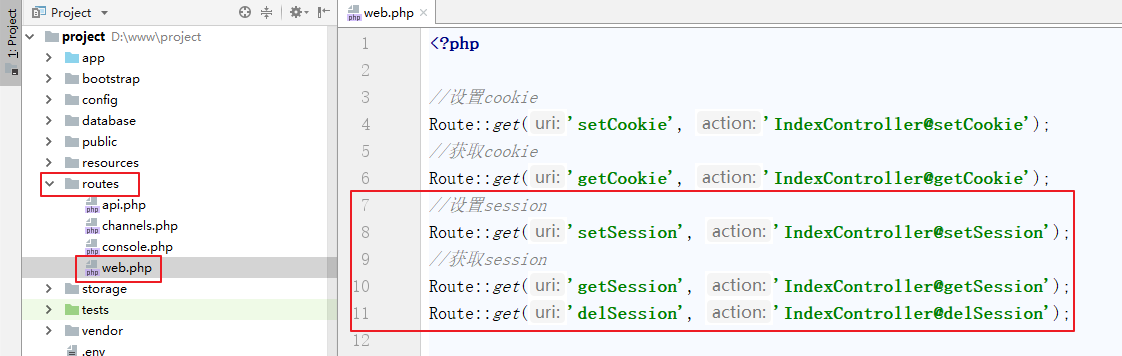 1: Project
Project
project D:\www\project
app
bootstrap
config
database
public
resources
routes
php api.php
php channels.php
php console.php
php web.php
storage
tests
vendor
.env
php web.php
1 <?php
2
3 //设置cookie
4 Route::get( uri: 'setCookie', action: 'IndexController@setCookie');
5 //获取cookie
6 Route::get( uri: 'getCookie', action: 'IndexController@getCookie');
7 //设置session
8 Route::get( uri: 'setSession', action: 'IndexController@setSession');
9 //获取session
10 Route::get( uri: 'getSession', action: 'IndexController@getSession');
11 Route::get( uri: 'delSession', action: 'IndexController@delSession');
12